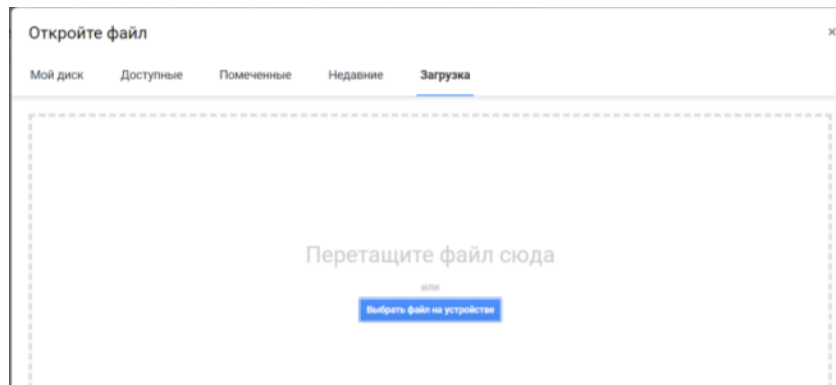 Откройте файл
×
Мой диск Доступные Помеченные Недавние Загрузка
Перетащите файл сюда
или
Выбрать файл на устройстве